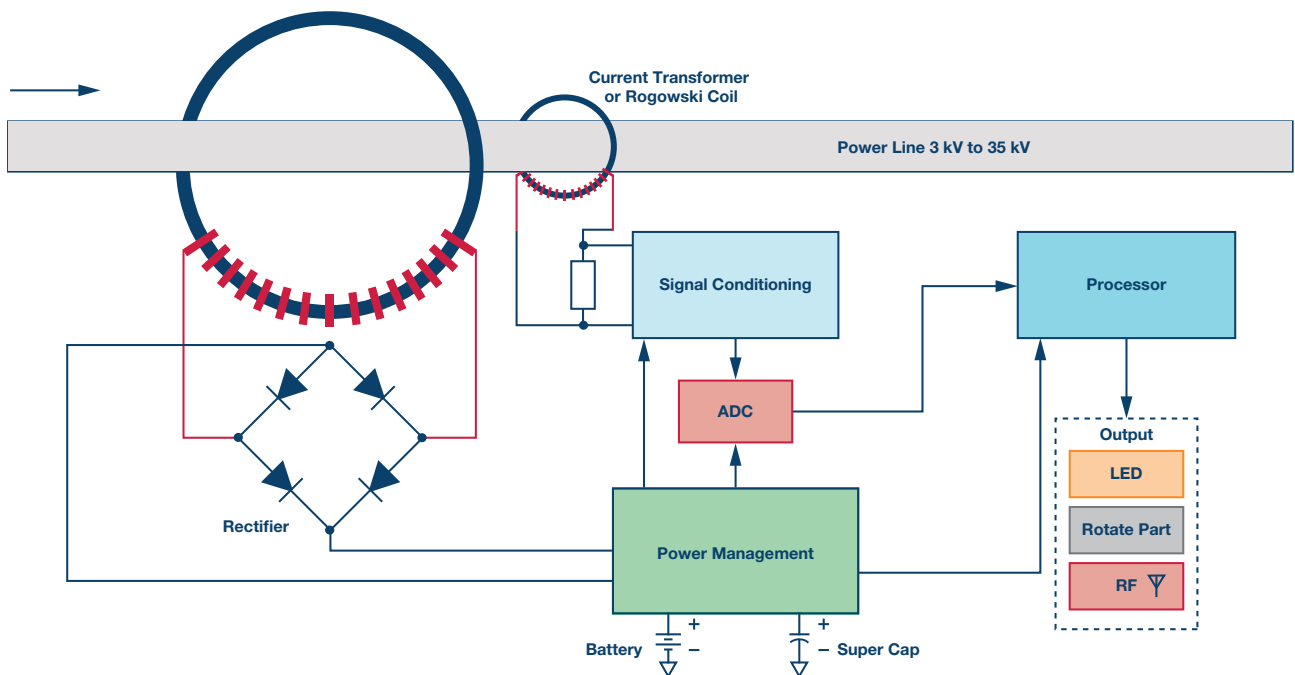 Current Transformer
or Rogowski Coil
Power Line 3 kV to 35 kV
Signal Conditioning
Processor
ADC
Output
LED
Rotate Part
RF
Rectifier
Power Management
Battery
+
−
+
−
Super Cap